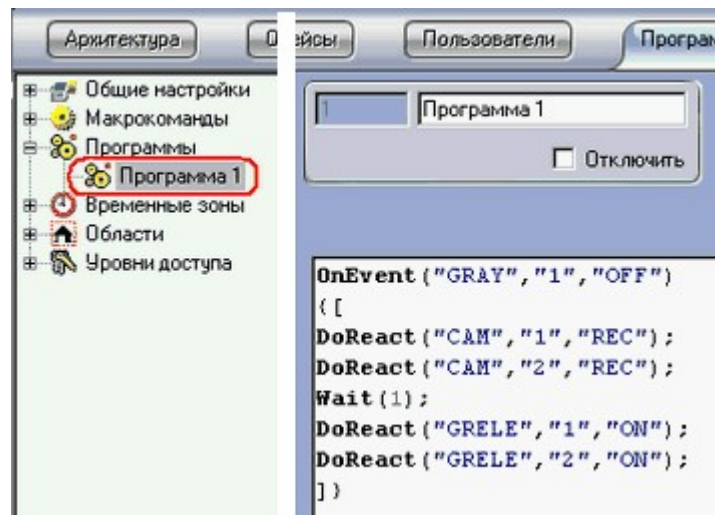 Архитектура
йсы
Пользователи
Програм
Общие настройки
Макрокоманды
Программы
Программа 1
Временные зоны
Области
Уровни доступа
1
Программа 1
Отключить
OnEvent("GRAY","1","OFF")
([
DoReact("CAM","1","REC");
DoReact("CAM","2","REC");
Wait(1);
DoReact("GRELE","1","ON");
DoReact("GRELE","2","ON");
])